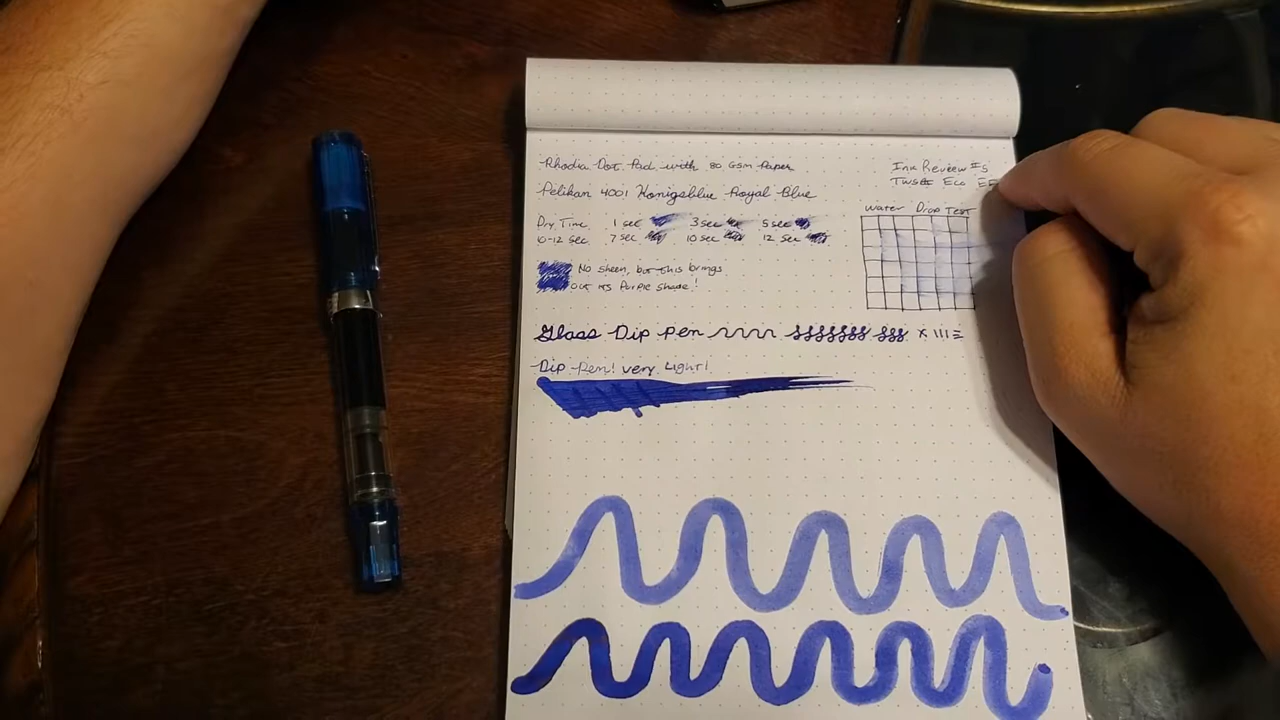 Rhodia Dot Pad with 80 GSM Paper
Ink Review #5
TWSBI Eco EF
Pelikan 4001 Konigsblue Royal Blue
Water Drop Test
Dry Time 1 sec 3 sec 5 sec
10-12 sec 7 sec 10 sec 12 sec
No sheen, but this brings
out its Purple shade!
Glass Dip pen
Dip Pen! very Light!